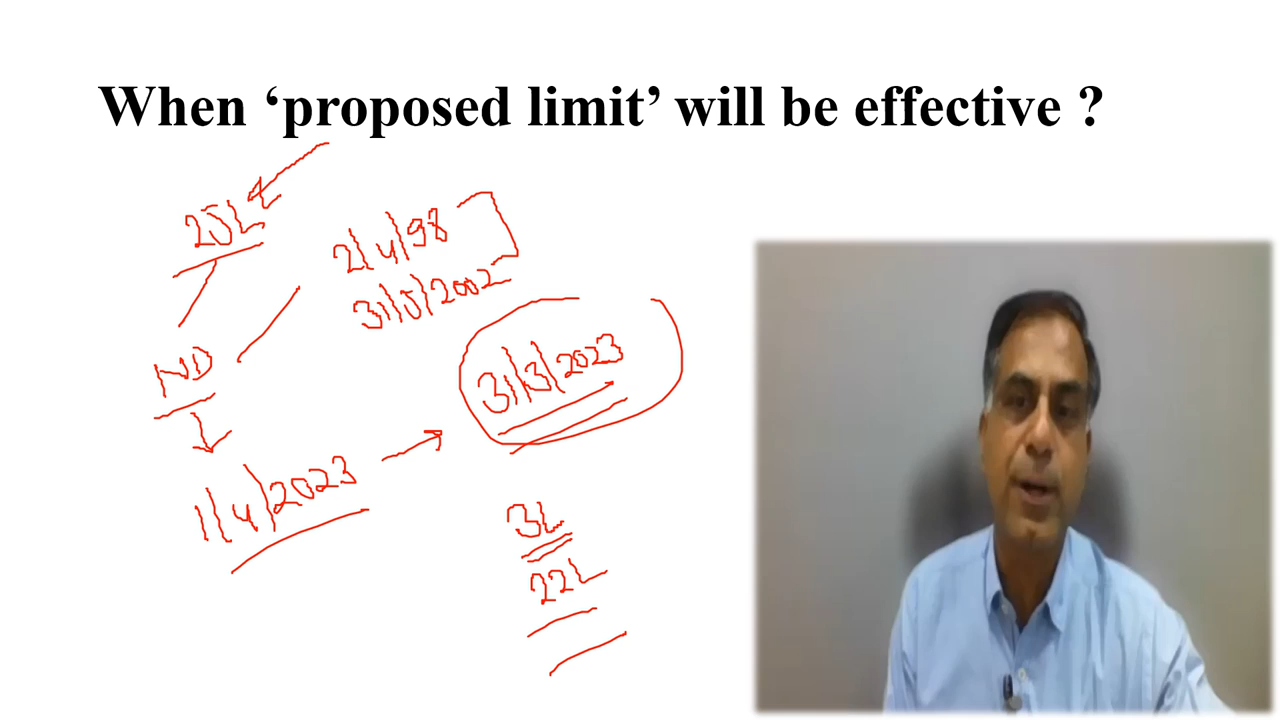 When ‘proposed limit’ will be effective ?
25L
2/4/98
31/5/2002
ND
31/3/2023
1/4/2023
3L
22L